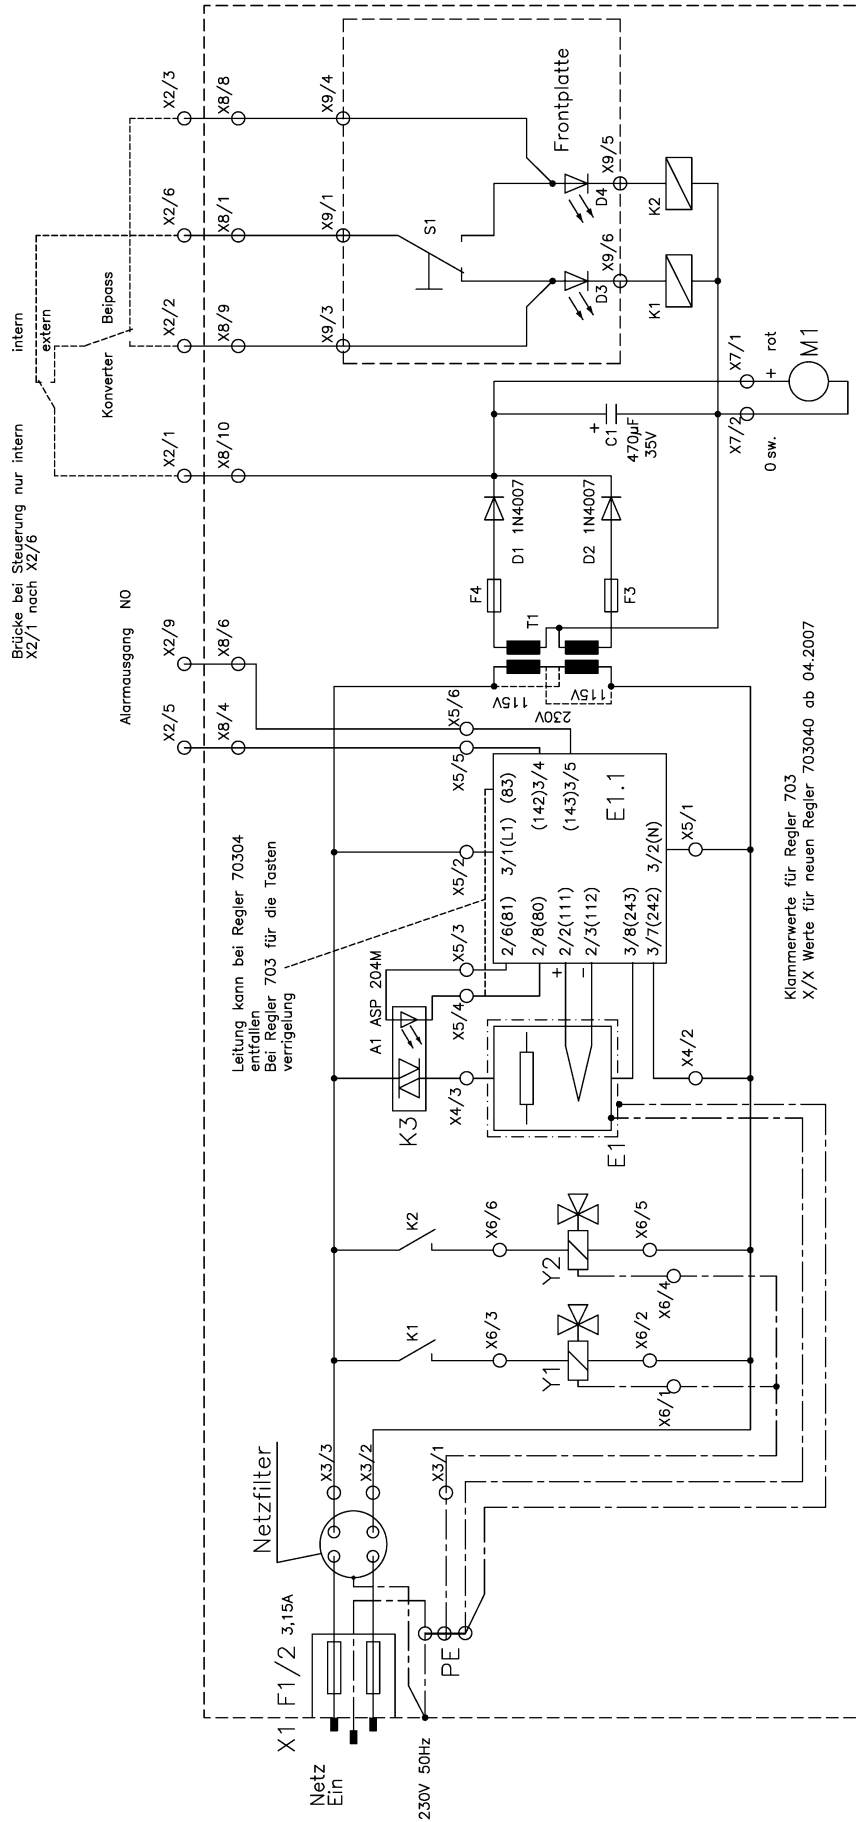 Netz
Ein
X1 F1/2 3,15A
230V 50Hz
PE
Netzfilter
X3/3
X3/2
X3/1
K1
X6/3
Y1
X6/2
X6/1
K2
X6/6
Y2
X6/5
X6/4
Leitung kann bei Regler 70304
entfallen
Bei Regler 703 für die Tasten
verrigelung
K3
A1 ASP 204M
X4/3
X5/4
X5/3
X5/2
X5/5
X5/6
E1
X4/2
X5/1
+
-
2/6(81)
2/8(80)
2/2(111)
2/3(112)
3/8(243)
3/7(242)
3/1(L1)
(83)
(142)3/4
(143)3/5
E1.1
3/2(N)
Klammerwerte für Regler 703
X/X Werte für neuen Regler 703040 ab 04.2007
Alarmausgang NO
X2/5
X2/9
X8/4
X8/6
115V
230V
115V
T1
F4
F3
D1 1N4007
D2 1N4007
Brücke bei Steuerung nur intern
X2/1 nach X2/6
intern
extern
Konverter
Beipass
X2/1
X2/2
X2/6
X2/3
X8/10
X8/9
X8/1
X8/8
X9/3
X9/1
X9/4
S1
Frontplatte
D3
X9/6
D4
X9/5
K1
K2
+
C1
470µF
35V
X7/2
X7/1
0 sw.
+ rot
M1